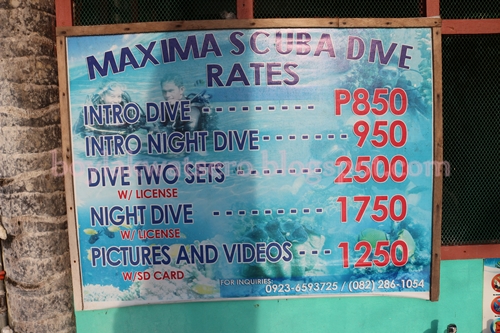 MAXIMA SCUBA DIVE
RATES
INTRO DIVE -------- P850
INTRO NIGHT DIVE ----- 950
DIVE TWO SETS ------ 2500
W/ LICENSE
NIGHT DIVE -------- 1750
W/ LICENSE
PICTURES AND VIDEOS --- 1250
W/SD CARD
FOR INQUIRIES:
0923-6593725 / (082) 286-1054